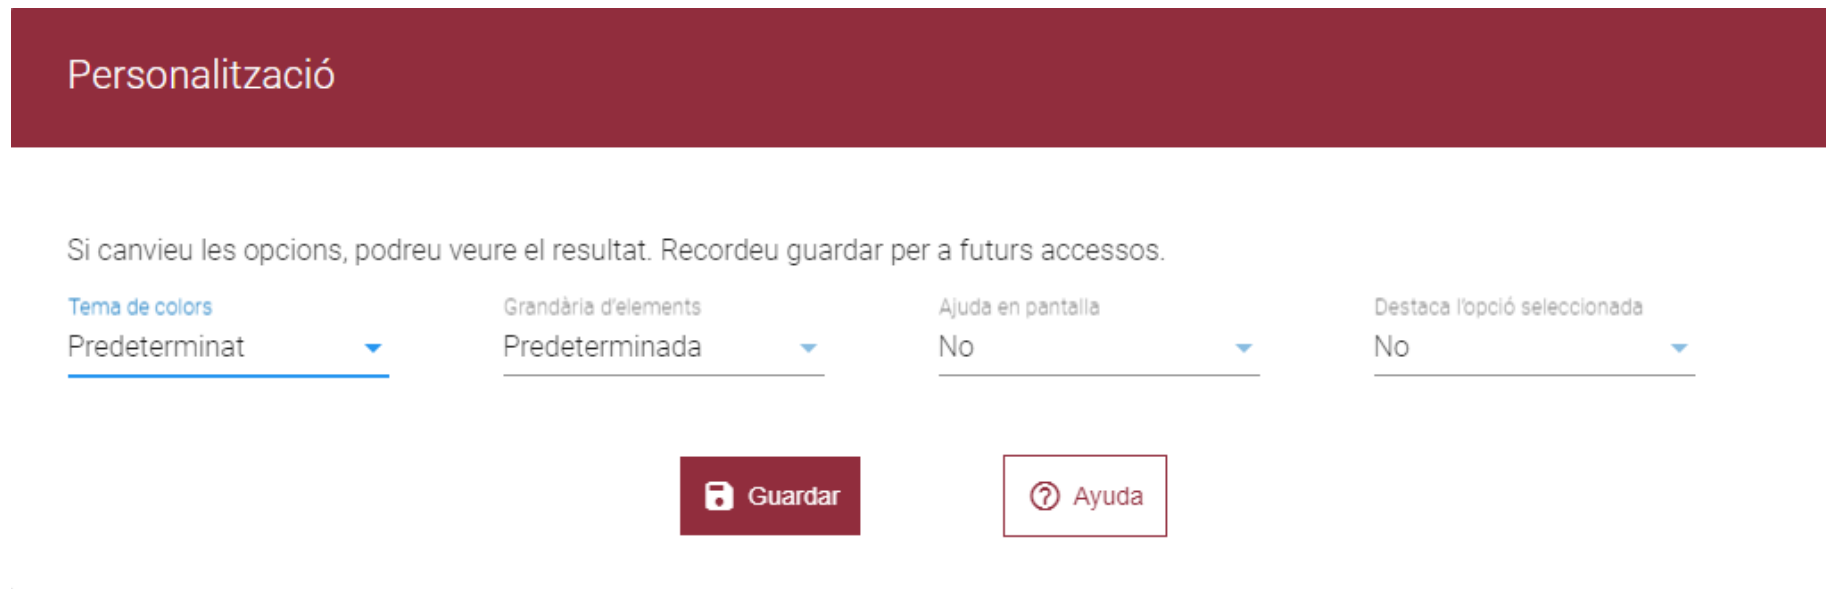 Personalització
Si canvieu les opcions, podreu veure el resultat. Recordeu guardar per a futurs accessos.
Tema de colors
Predeterminat
Grandària d'elements
Predeterminada
Ajuda en pantalla
No
Destaca l'opció seleccionada
No
Guardar
Ayuda